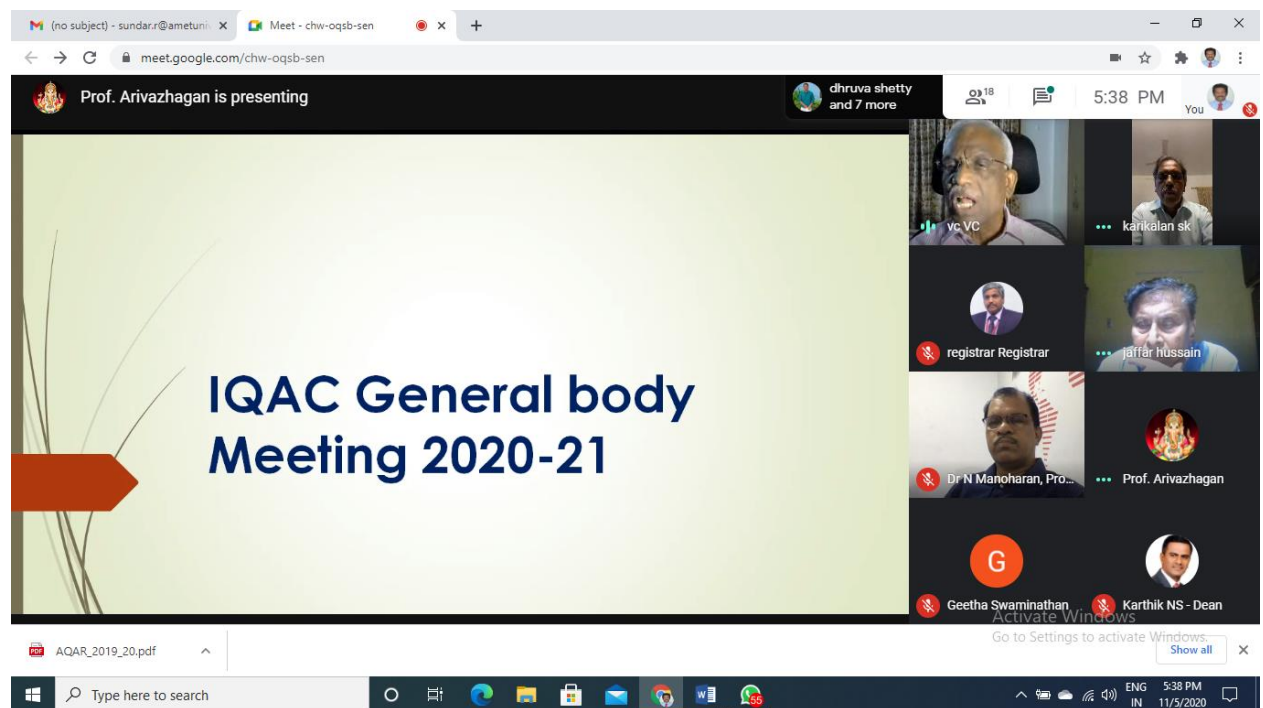 (no subject) - sundar.r@ametuni
Meet - chw-oqsb-sen
meet.google.com/chw-oqsb-sen
Prof. Arivazhagan is presenting
dhruva shetty
and 7 more
18
5:38 PM
You
IQAC General body
Meeting 2020-21
vc VC
karikalan sk
registrar Registrar
jaffar hussain
Dr N Manoharan, Pro...
Prof. Arivazhagan
G
Geetha Swaminathan
Karthik NS - Dean
Activate Windows
Go to Settings to activate Windows.
PDF
AQAR_2019_20.pdf
Show all
Type here to search
W
55
ENG
IN
5:38 PM
11/5/2020